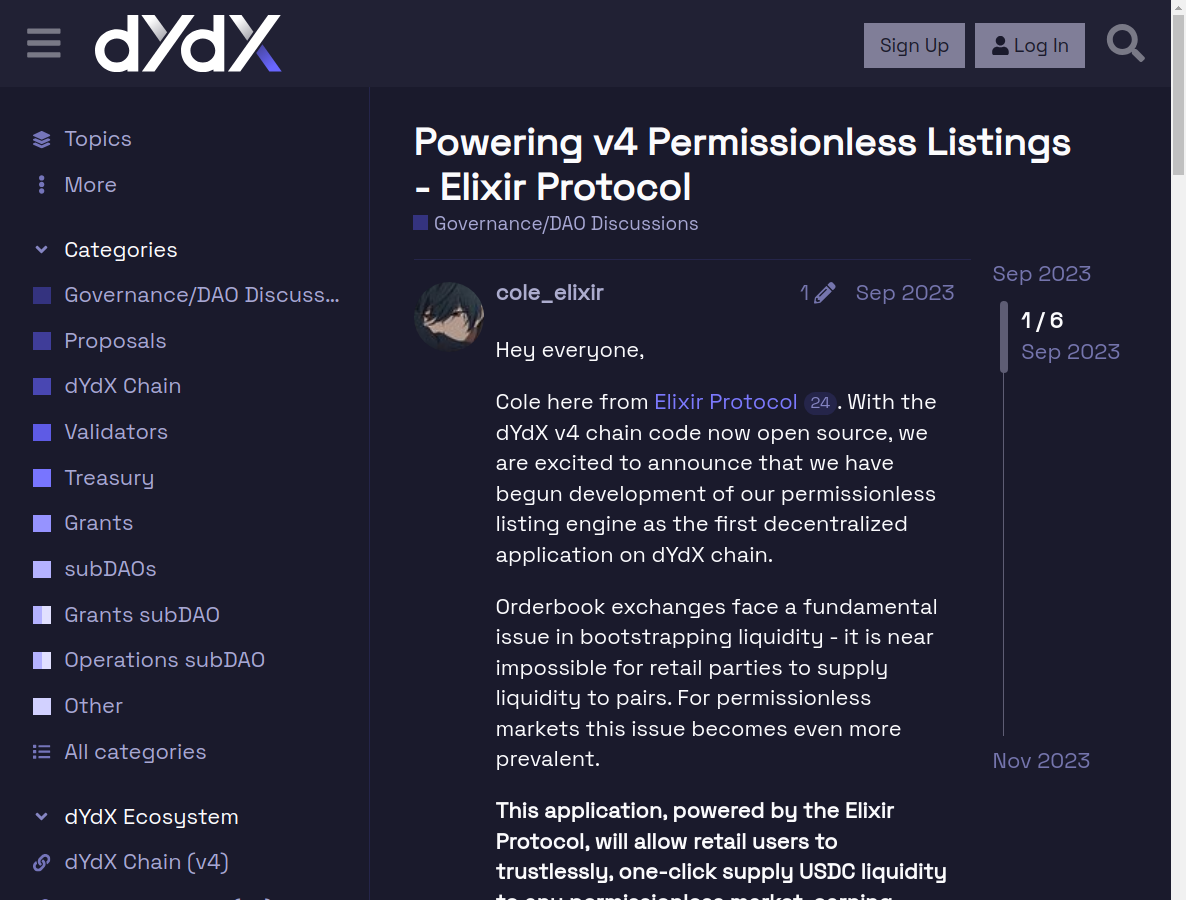 dYdX
Sign Up
Log In
Topics
More
Categories
Governance/DAO Discuss...
Proposals
dYdX Chain
Validators
Treasury
Grants
subDAOs
Grants subDAO
Operations subDAO
Other
All categories
dYdX Ecosystem
dYdX Chain (v4)
Powering v4 Permissionless Listings
- Elixir Protocol
Governance/DAO Discussions
cole_elixir
1
Sep 2023
Hey everyone,
Cole here from Elixir Protocol 24. With the
dYdX v4 chain code now open source, we
are excited to announce that we have
begun development of our permissionless
listing engine as the first decentralized
application on dYdX chain.
Orderbook exchanges face a fundamental
issue in bootstrapping liquidity - it is near
impossible for retail parties to supply
liquidity to pairs. For permissionless
markets this issue becomes even more
prevalent.
This application, powered by the Elixir
Protocol, will allow retail users to
trustlessly, one-click supply USDC liquidity
to any permissionless market, earning
Sep 2023
1 / 6
Sep 2023
Nov 2023